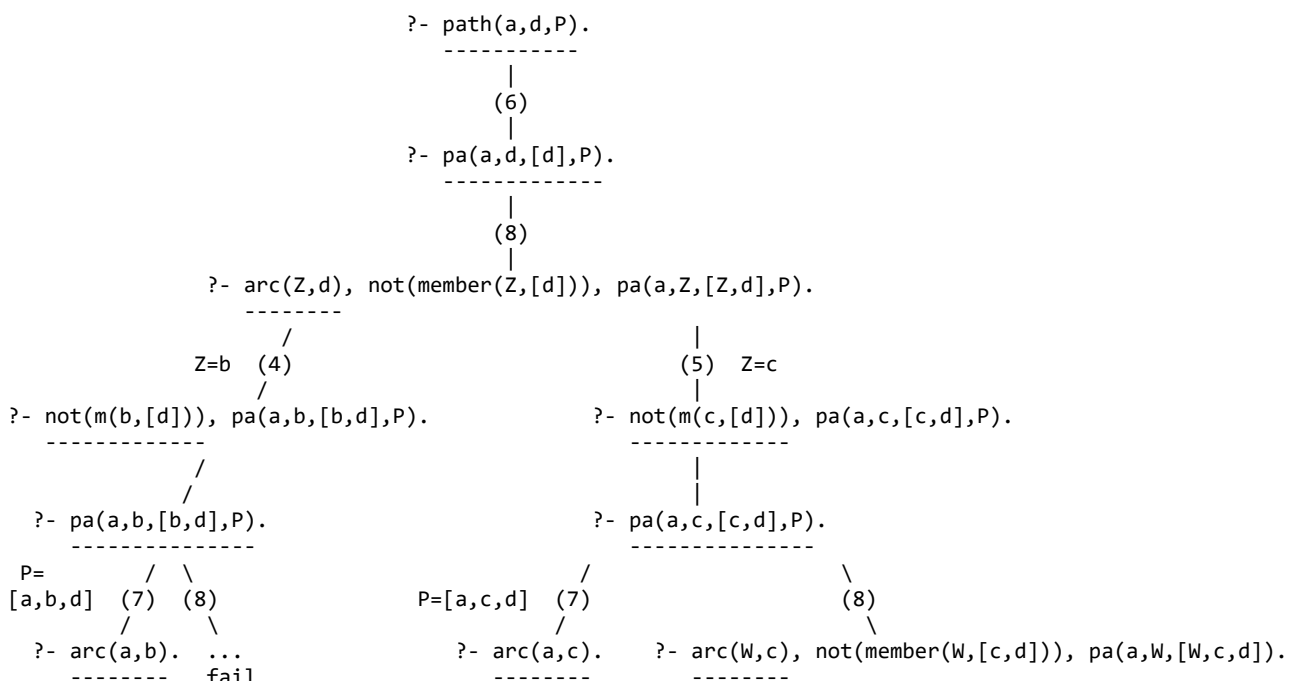 ?- path(a,d,P).
-----------
|
(6)
|
?- pa(a,d,[d],P).
-------------
|
(8)
|
?- arc(Z,d), not(member(Z,[d])), pa(a,Z,[Z,d],P).
--------
/ |
Z=b (4) (5) Z=c
/ |
?- not(m(b,[d])), pa(a,b,[b,d],P). ?- not(m(c,[d])), pa(a,c,[c,d],P).
------------- -------------
/ |
/ |
?- pa(a,b,[b,d],P). ?- pa(a,c,[c,d],P).
--------------- ---------------
P= / \ / \
[a,b,d] (7) (8) P=[a,c,d] (7) (8)
/ \ / \
?- arc(a,b). ... ?- arc(a,c). ?- arc(W,c), not(member(W,[c,d])), pa(a,W,[W,c,d]).
-------- fail -------- --------